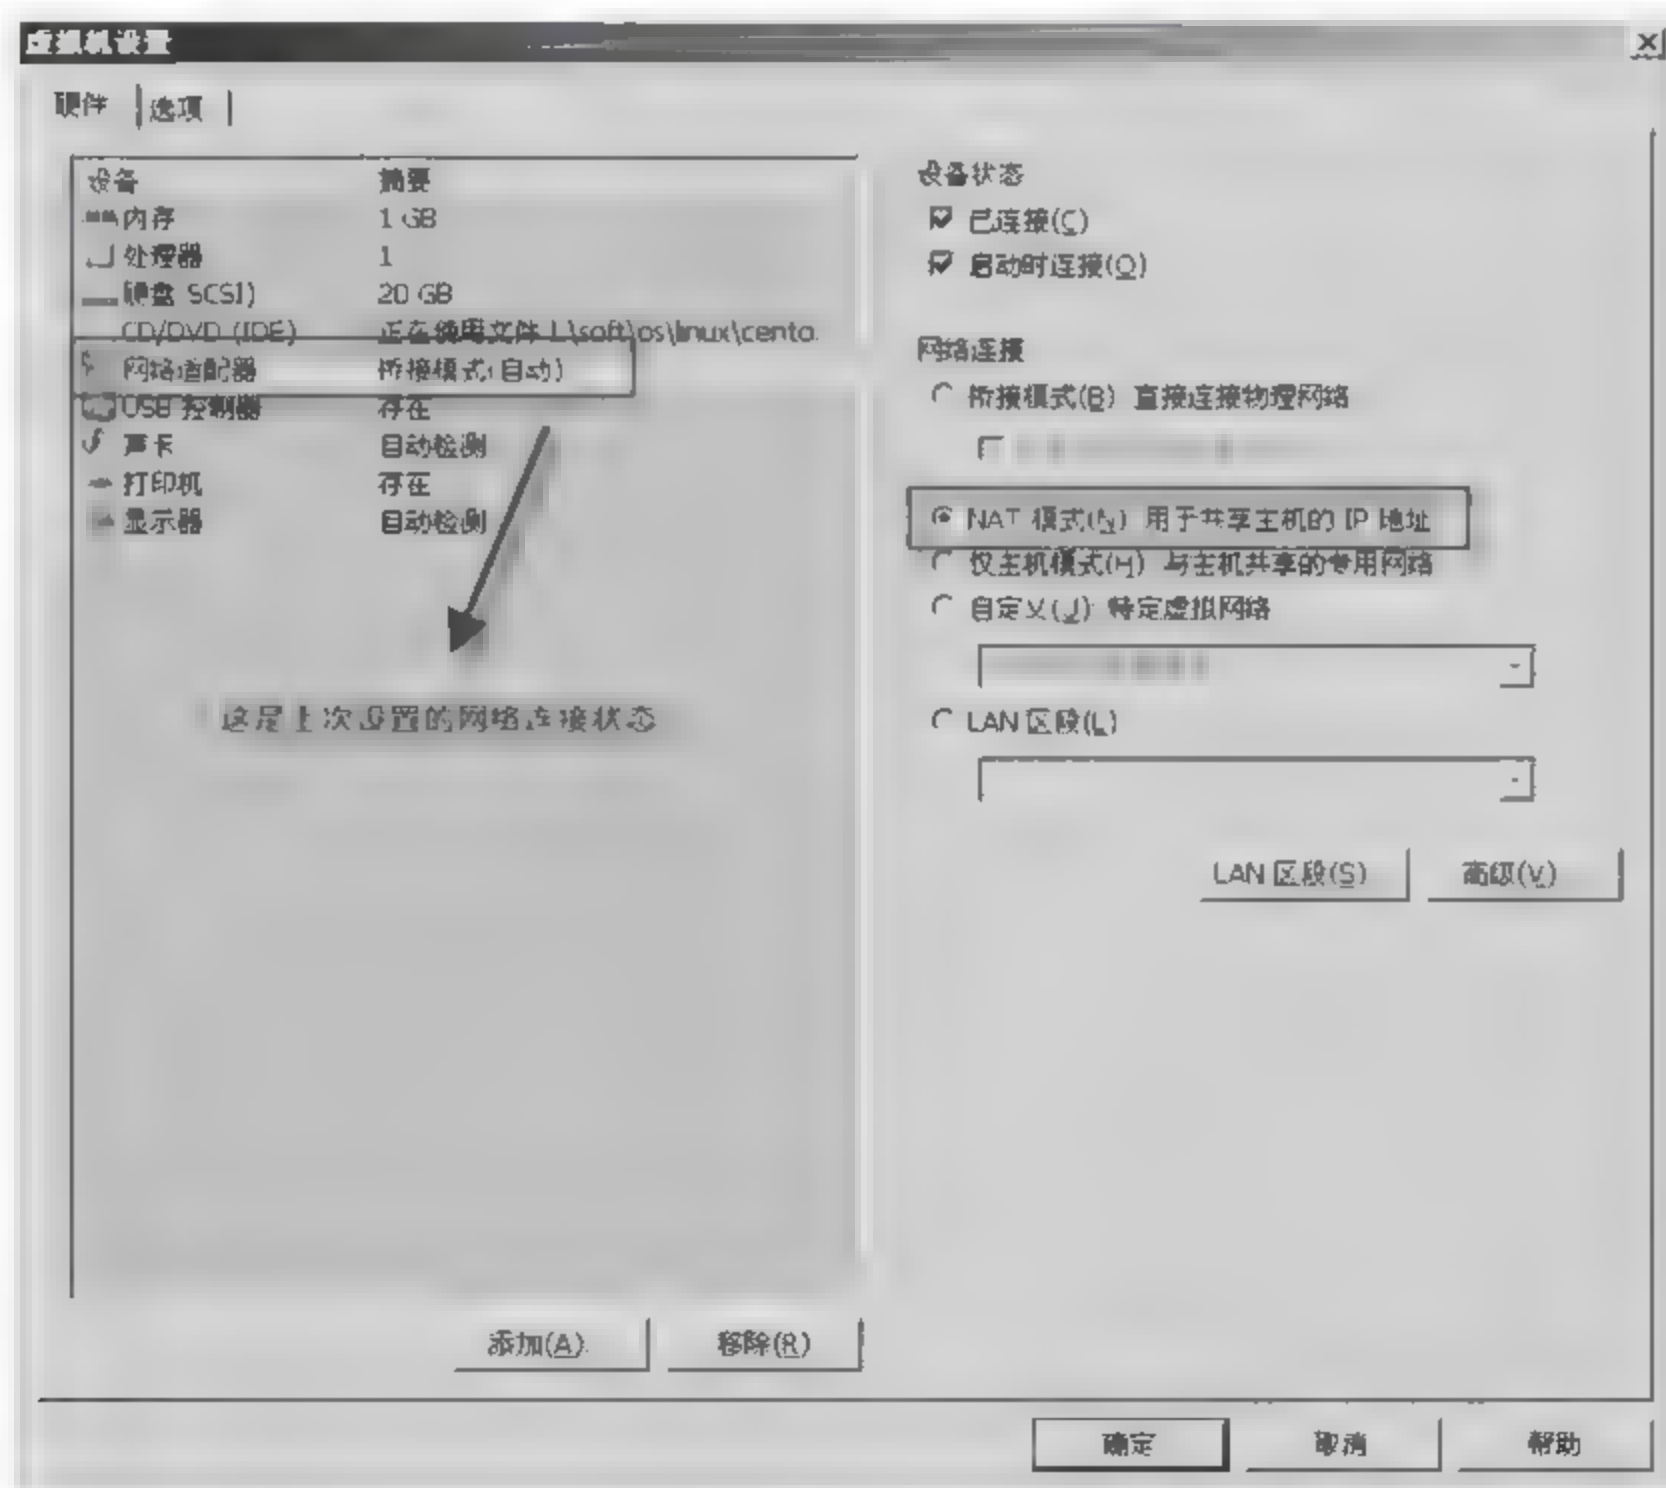 虚拟机设置
硬件 选项
设备 摘要
内存 1 GB
处理器 1
硬盘 SCSI) 20 GB
CD/DVD (IDE) 正在使用文件 L\soft\os\linux\cento.
网络适配器 桥接模式(自动)
USB 控制器 存在
声卡 自动检测
打印机 存在
显示器 自动检测
这是上次设置的网络连接状态
添加(A). 移除(R)
设备状态
已连接(C)
启动时连接(O)
网络连接
桥接模式(B) 直接连接物理网络
NAT 模式(N) 用于共享主机的 IP 地址
仅主机模式(H) 与主机共享的专用网络
自定义(U) 特定虚拟网络
LAN 区段(L)
LAN 区段(S) 高级(V)
确定 取消 帮助